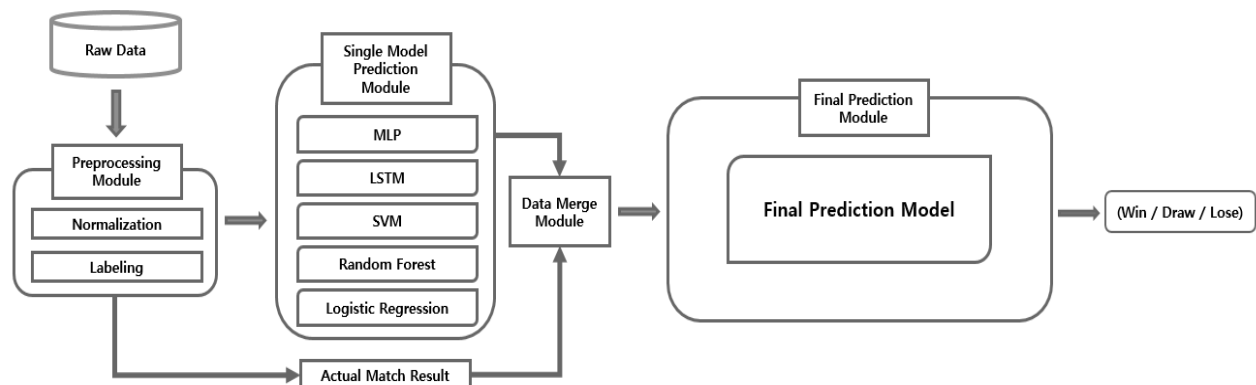 Raw Data
Preprocessing
Module
Normalization
Labeling
Single Model
Prediction
Module
MLP
LSTM
SVM
Random Forest
Logistic Regression
Actual Match Result
Data Merge
Module
Final Prediction
Module
Final Prediction Model
(Win / Draw / Lose)